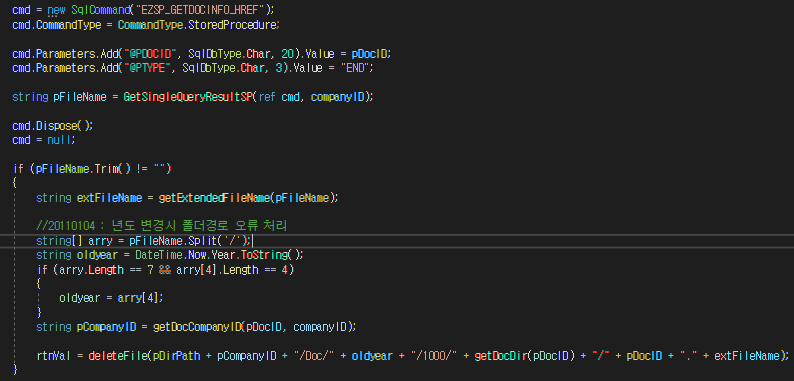 cmd = new SqlCommand("EZSP_GETDOCINFO_HREF");
cmd.CommandType = CommandType.StoredProcedure;
cmd.Parameters.Add("@PDOCID", SqlDbType.Char, 20).Value = pDocID;
cmd.Parameters.Add("@PTYPE", SqlDbType.Char, 3).Value = "END";
string pFileName = GetSingleQueryResultSP(ref cmd, companyID);
cmd.Dispose();
cmd = null;
if (pFileName.Trim() != "")
{
string extFileName = getExtendedFileName(pFileName);
//20110104 : 년도 변경시 폴더경로 오류 처리
string[] arry = pFileName.Split('/');
string oldyear = DateTime.Now.Year.ToString();
if (arry.Length == 7 && arry[4].Length == 4)
{
oldyear = arry[4];
}
string pCompanyID = getDocCompanyID(pDocID, companyID);
rtnVal = deleteFile(pDirPath + pCompanyID + "/Doc/" + oldyear + "/1000/" + getDocDir(pDocID) + "/" + pDocID + "." + extFileName);
}